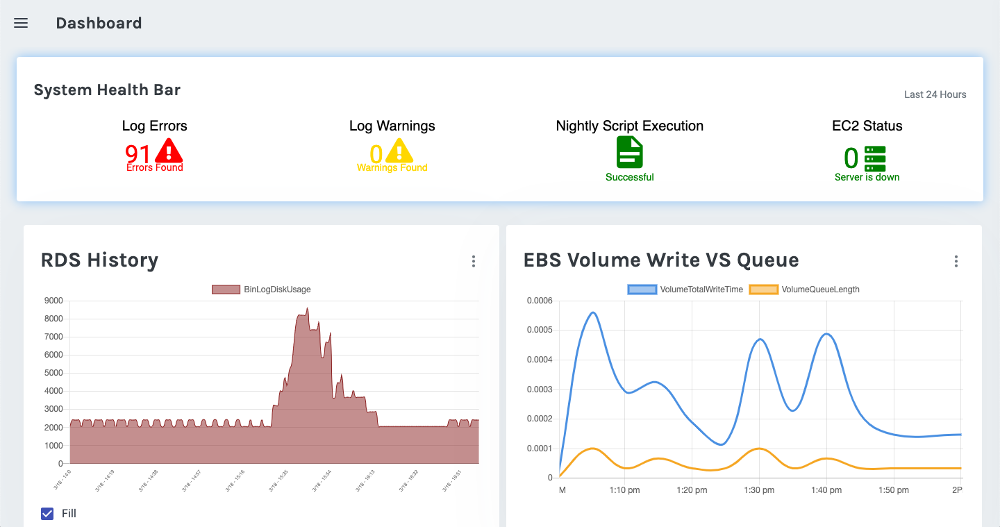 Dashboard
System Health Bar
Last 24 Hours
Log Errors
91
Errors Found
Log Warnings
0
Warnings Found
Nightly Script Execution
Successful
EC2 Status
0
Server is down
RDS History
BinLogDiskUsage
9000
8000
7000
6000
5000
4000
3000
2000
1000
0
3/18 - 14:0
3/18 - 14:19
3/18 - 14:38
3/18 - 14:57
3/18 - 15:16
3/18 - 15:35
3/18 - 15:54
3/18 - 16:13
3/18 - 16:32
3/18 - 16:51
Fill
EBS Volume Write VS Queue
VolumeTotalWriteTime VolumeQueueLength
0.0006
0.0005
0.0004
0.0003
0.0002
0.0001
0
M 1:10 pm 1:20 pm 1:30 pm 1:40 pm 1:50 pm 2P